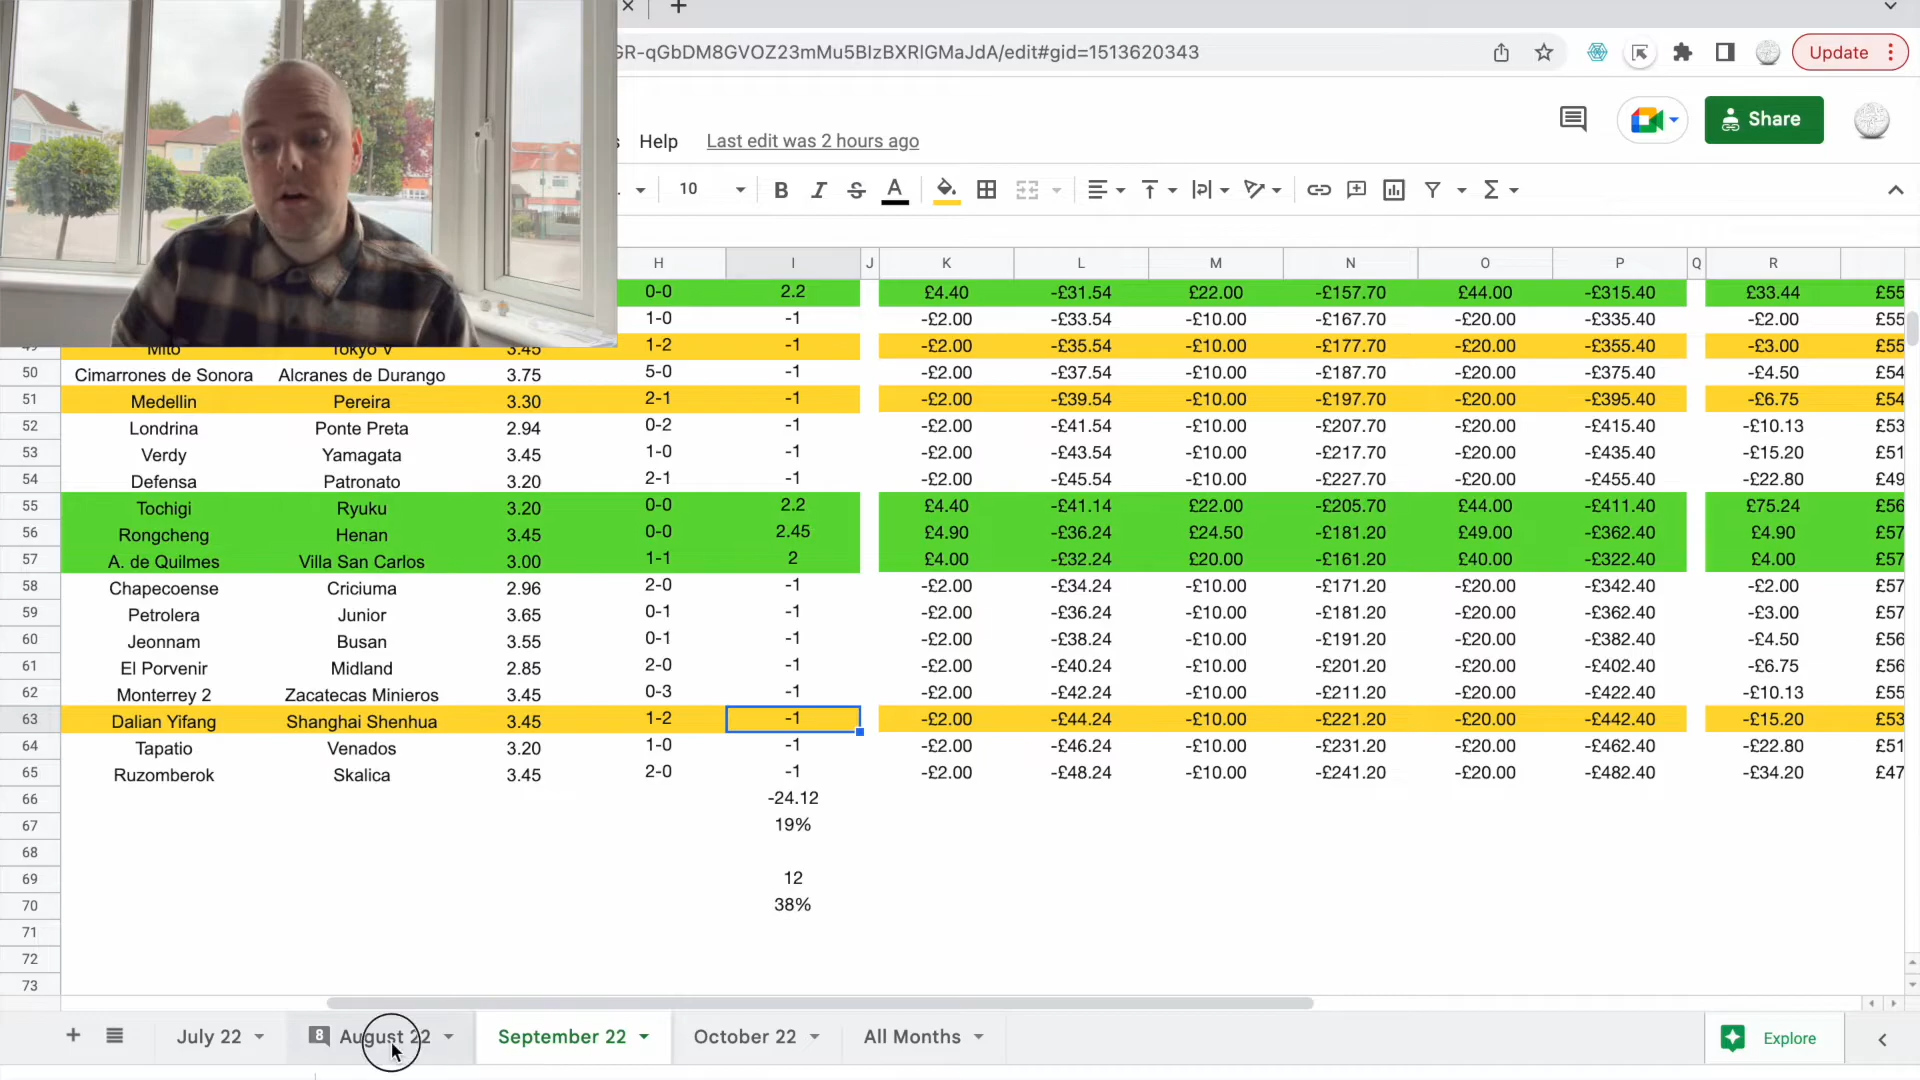 GR-qGbDM8GVOZ23mMu5BIzBXRIGMaJdA/edit#gid=1513620343
Update
Help
Last edit was 2 hours ago
Share
10
H I J K L M N O P Q R
0-0 2.2 £4.40 -£31.54 £22.00 -£157.70 £44.00 -£315.40 £33.44 £55
1-0 -1 -£2.00 -£33.54 -£10.00 -£167.70 -£20.00 -£335.40 -£2.00 £55
49 Mito Tokyo V 3.45 1-2 -1 -£2.00 -£35.54 -£10.00 -£177.70 -£20.00 -£355.40 -£3.00 £55
50 Cimarrones de Sonora Alcranes de Durango 3.75 5-0 -1 -£2.00 -£37.54 -£10.00 -£187.70 -£20.00 -£375.40 -£4.50 £54
51 Medellin Pereira 3.30 2-1 -1 -£2.00 -£39.54 -£10.00 -£197.70 -£20.00 -£395.40 -£6.75 £54
52 Londrina Ponte Preta 2.94 0-2 -1 -£2.00 -£41.54 -£10.00 -£207.70 -£20.00 -£415.40 -£10.13 £53
53 Verdy Yamagata 3.45 1-0 -1 -£2.00 -£43.54 -£10.00 -£217.70 -£20.00 -£435.40 -£15.20 £51
54 Defensa Patronato 3.20 2-1 -1 -£2.00 -£45.54 -£10.00 -£227.70 -£20.00 -£455.40 -£22.80 £49
55 Tochigi Ryuku 3.20 0-0 2.2 £4.40 -£41.14 £22.00 -£205.70 £44.00 -£411.40 £75.24 £56
56 Rongcheng Henan 3.45 0-0 2.45 £4.90 -£36.24 £24.50 -£181.20 £49.00 -£362.40 £4.90 £57
57 A. de Quilmes Villa San Carlos 3.00 1-1 2 £4.00 -£32.24 £20.00 -£161.20 £40.00 -£322.40 £4.00 £57
58 Chapecoense Criciuma 2.96 2-0 -1 -£2.00 -£34.24 -£10.00 -£171.20 -£20.00 -£342.40 -£2.00 £57
59 Petrolera Junior 3.65 0-1 -1 -£2.00 -£36.24 -£10.00 -£181.20 -£20.00 -£362.40 -£3.00 £57
60 Jeonnam Busan 3.55 0-1 -1 -£2.00 -£38.24 -£10.00 -£191.20 -£20.00 -£382.40 -£4.50 £56
61 El Porvenir Midland 2.85 2-0 -1 -£2.00 -£40.24 -£10.00 -£201.20 -£20.00 -£402.40 -£6.75 £56
62 Monterrey 2 Zacatecas Minieros 3.45 0-3 -1 -£2.00 -£42.24 -£10.00 -£211.20 -£20.00 -£422.40 -£10.13 £55
63 Dalian Yifang Shanghai Shenhua 3.45 1-2 -1 -£2.00 -£44.24 -£10.00 -£221.20 -£20.00 -£442.40 -£15.20 £53
64 Tapatio Venados 3.20 1-0 -1 -£2.00 -£46.24 -£10.00 -£231.20 -£20.00 -£462.40 -£22.80 £51
65 Ruzomberok Skalica 3.45 2-0 -1 -£2.00 -£48.24 -£10.00 -£241.20 -£20.00 -£482.40 -£34.20 £47
66 -24.12
67 19%
68
69 12
70 38%
71
72
73
July 22 8 August 22 September 22 October 22 All Months Explore